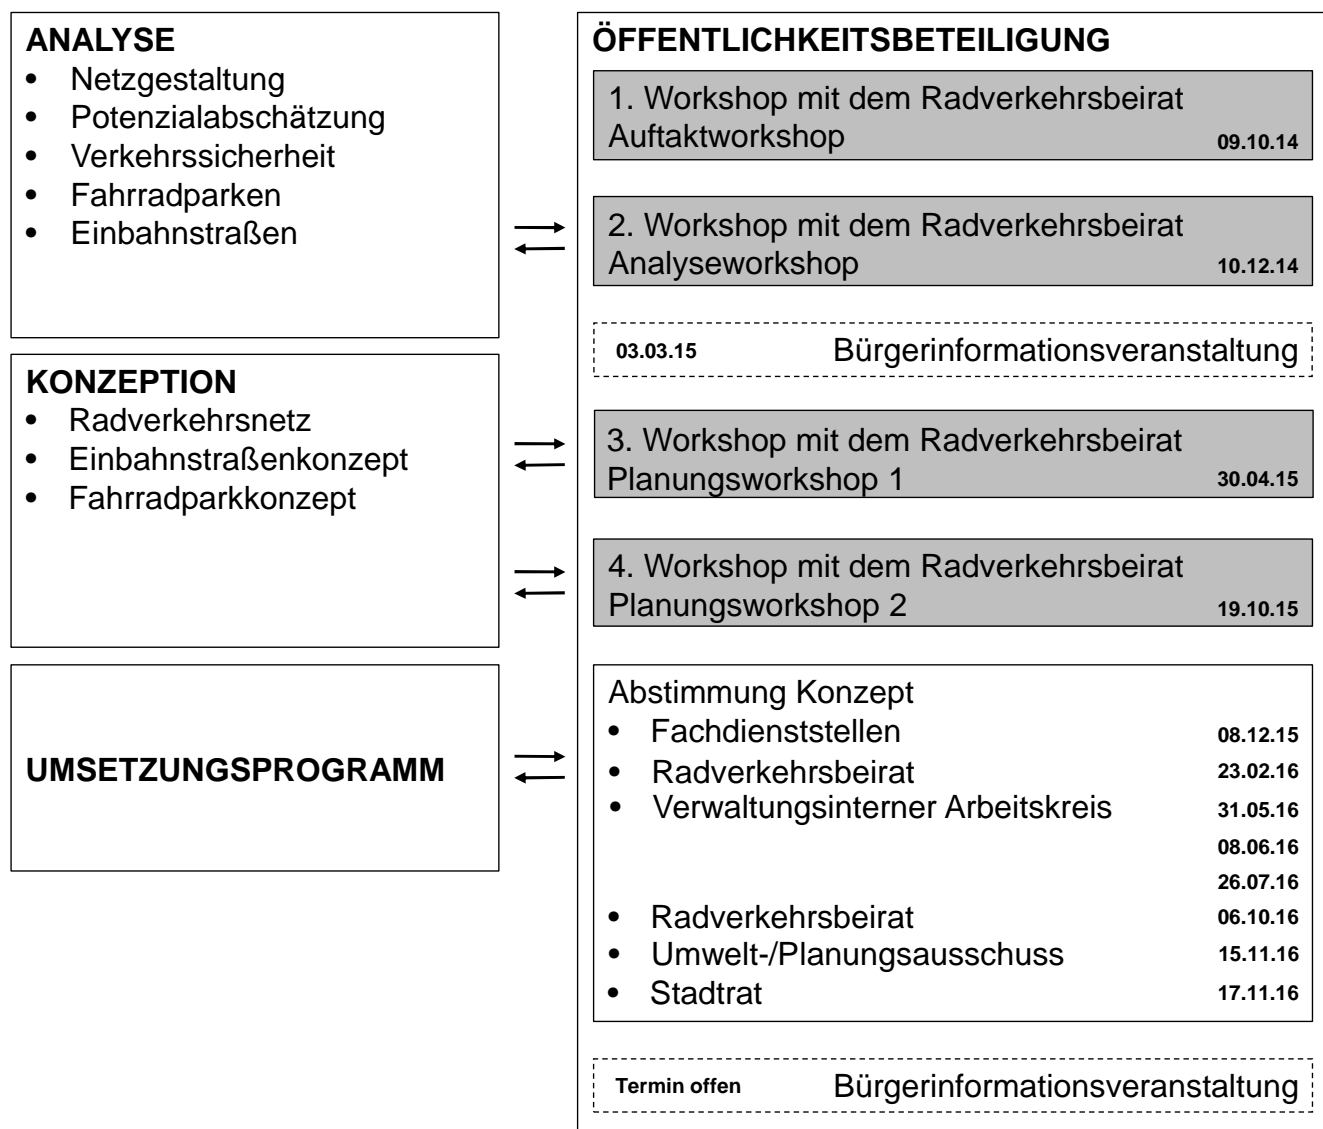 ANALYSE
• Netzgestaltung
• Potenzialabschätzung
• Verkehrssicherheit
• Fahrradparken
• Einbahnstraßen
KONZEPTION
• Radverkehrsnetz
• Einbahnstraßenkonzept
• Fahrradparkkonzept
UMSETZUNGSPROGRAMM
ÖFFENTLICHKEITSBETEILIGUNG
1. Workshop mit dem Radverkehrsbeirat
Auftaktworkshop 09.10.14
2. Workshop mit dem Radverkehrsbeirat
Analyseworkshop 10.12.14
03.03.15 Bürgerinformationsveranstaltung
3. Workshop mit dem Radverkehrsbeirat
Planungsworkshop 1 30.04.15
4. Workshop mit dem Radverkehrsbeirat
Planungsworkshop 2 19.10.15
Abstimmung Konzept
• Fachdienststellen 08.12.15
• Radverkehrsbeirat 23.02.16
• Verwaltungsinterner Arbeitskreis 31.05.16
08.06.16
26.07.16
• Radverkehrsbeirat 06.10.16
• Umwelt-/Planungsausschuss 15.11.16
• Stadtrat 17.11.16
Termin offen Bürgerinformationsveranstaltung